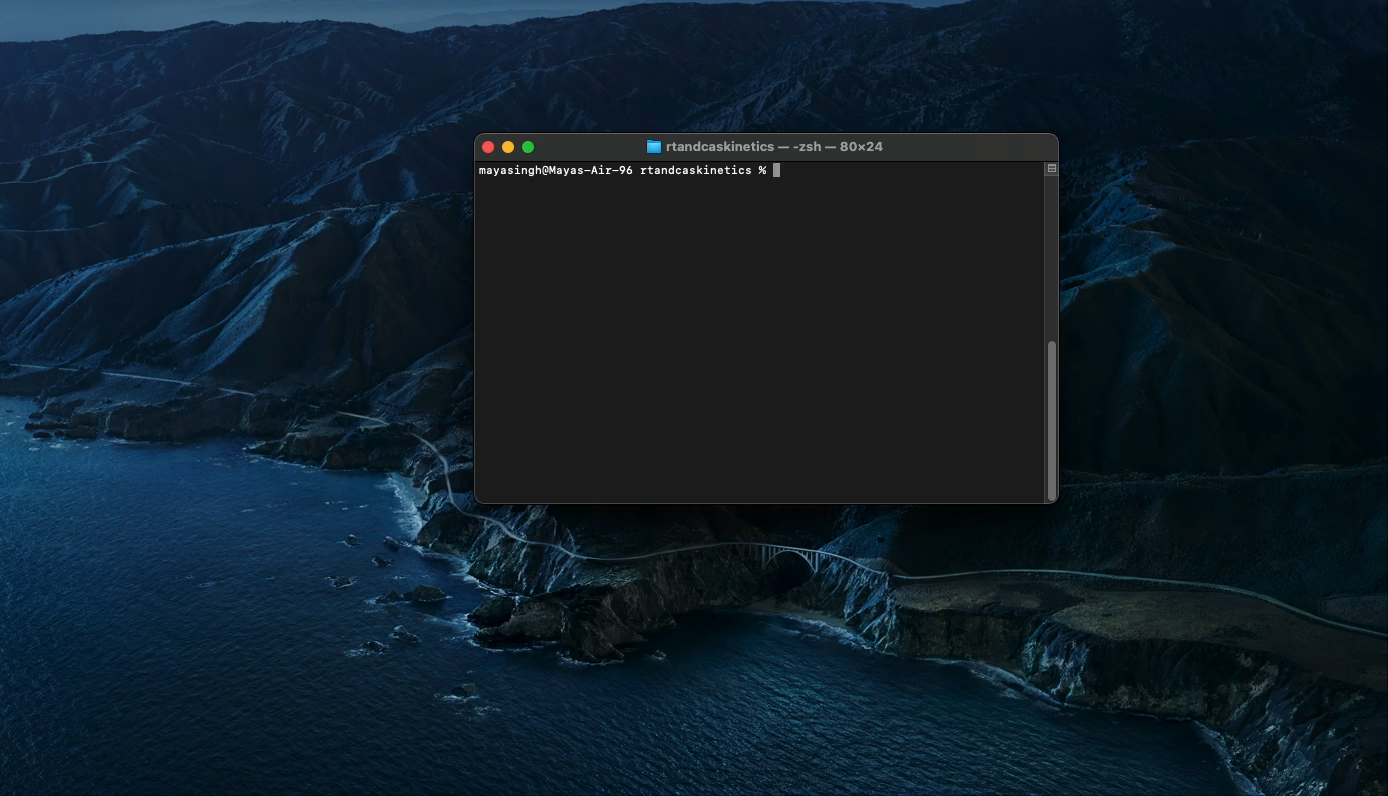 rtandcaskinetics — -zsh — 80×24
mayasingh@Mayas-Air-96 rtandcaskinetics %